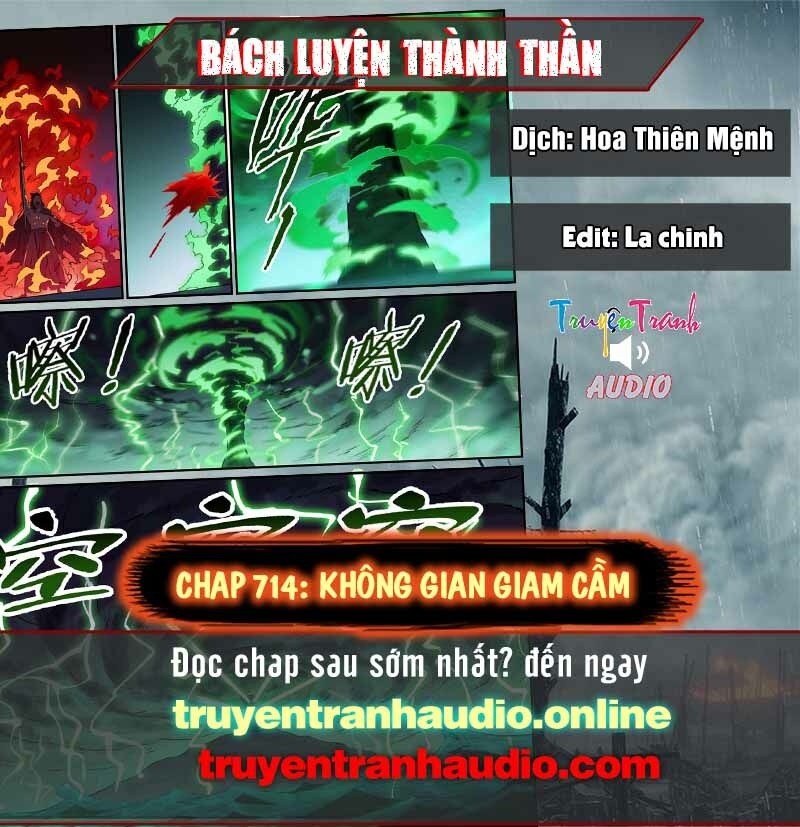 BÁCH LUYỆN THÀNH THẦN
Dịch: Hoa Thiên Mệnh
Edit: La chinh
TruyệnTranh
AUDIO
嚓! 嚓!
CHAP 714: KHÔNG GIAN GIAM CẦM
Đọc chap sau sớm nhất? đến ngay
truyentranhaudio.online
truyentranhaudio.com